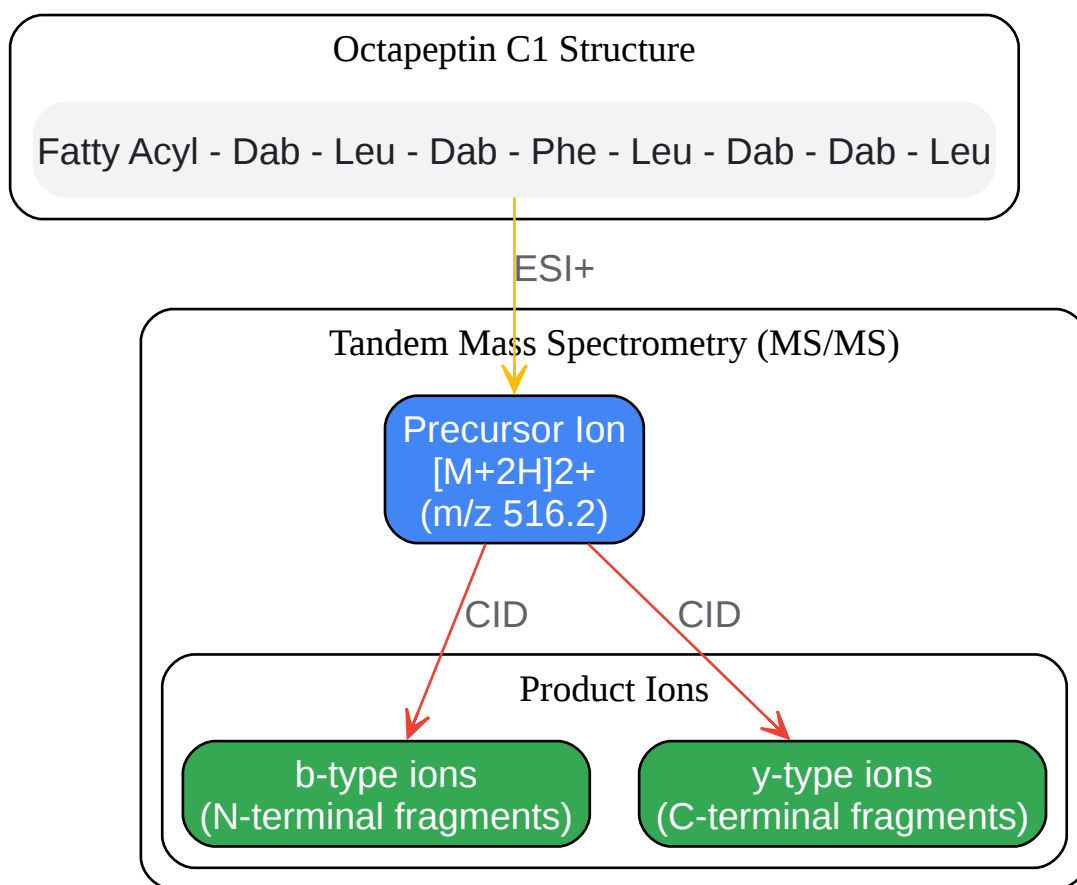 Octapeptin C1 Structure
Fatty Acyl - Dab - Leu - Dab - Phe - Leu - Dab - Dab - Leu
ESI+
Tandem Mass Spectrometry (MS/MS)
Precursor Ion
[M+2H]2+
(m/z 516.2)
CID
CID
Product Ions
b-type ions
(N-terminal fragments)
y-type ions
(C-terminal fragments)